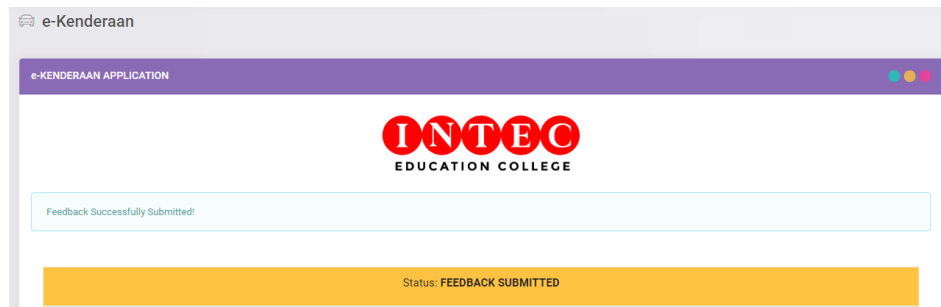 e-Kenderaan
e-KENDERAAN APPLICATION
INTEC
EDUCATION COLLEGE
Feedback Successfully Submitted!
Status: FEEDBACK SUBMITTED